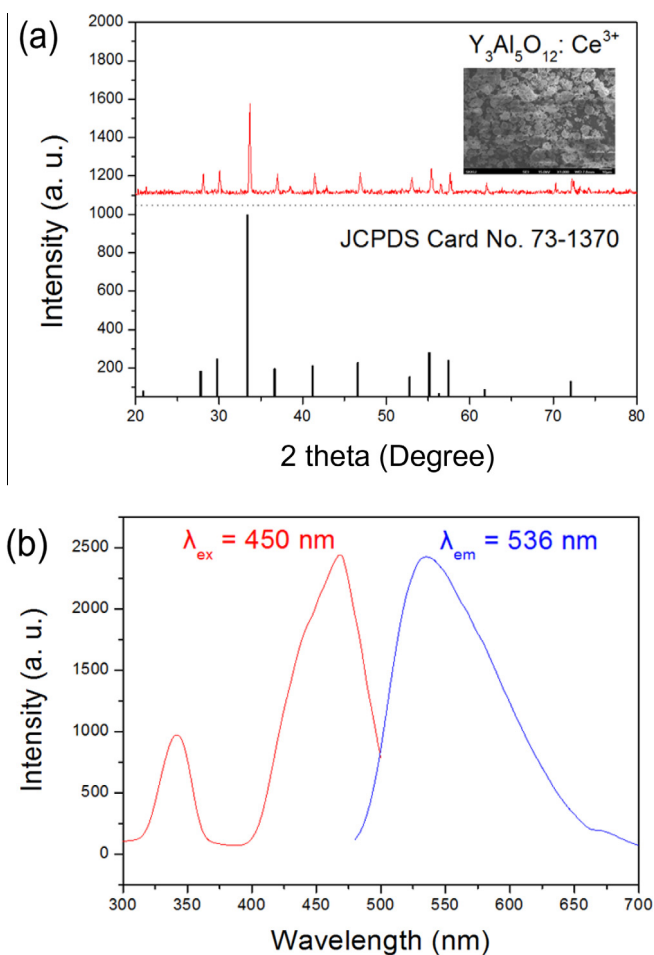 (a)
Y₃Al₅O₁₂: Ce³⁺
JCPDS Card No. 73-1370
Intensity (a. u.)
2000
1800
1600
1400
1200
1000
800
600
400
200
20 30 40 50 60 70 80
2 theta (Degree)
(b)
λex = 450 nm
λem = 536 nm
Intensity (a. u.)
2500
2000
1500
1000
500
0
300 350 400 450 500 550 600 650 700
Wavelength (nm)